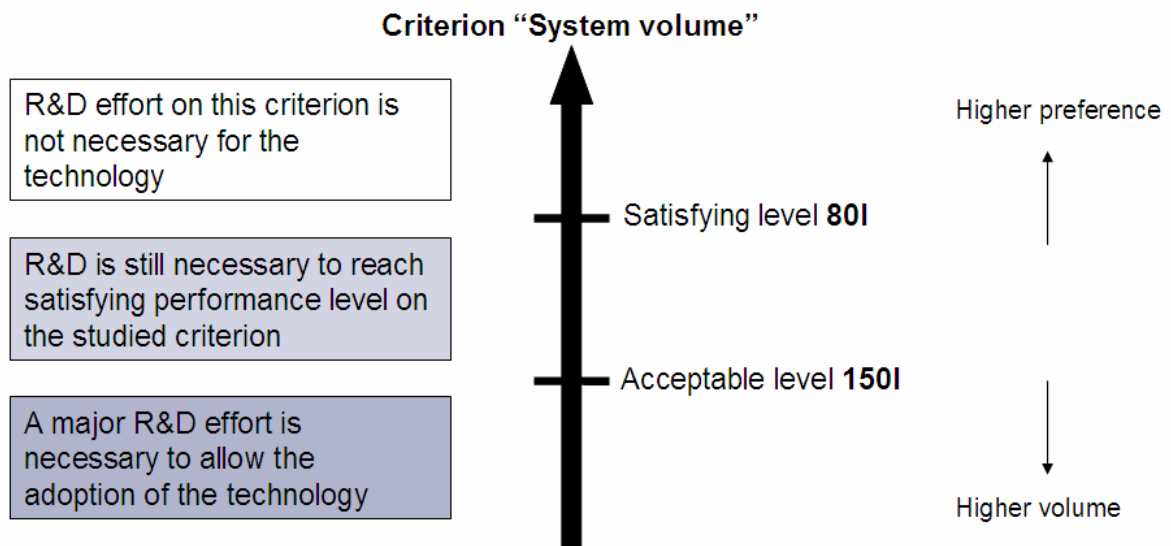 Criterion “System volume”
R&D effort on this criterion is
not necessary for the
technology
Higher preference
Satisfying level 80l
R&D is still necessary to reach
satisfying performance level on
the studied criterion
Acceptable level 150l
A major R&D effort is
necessary to allow the
adoption of the technology
Higher volume